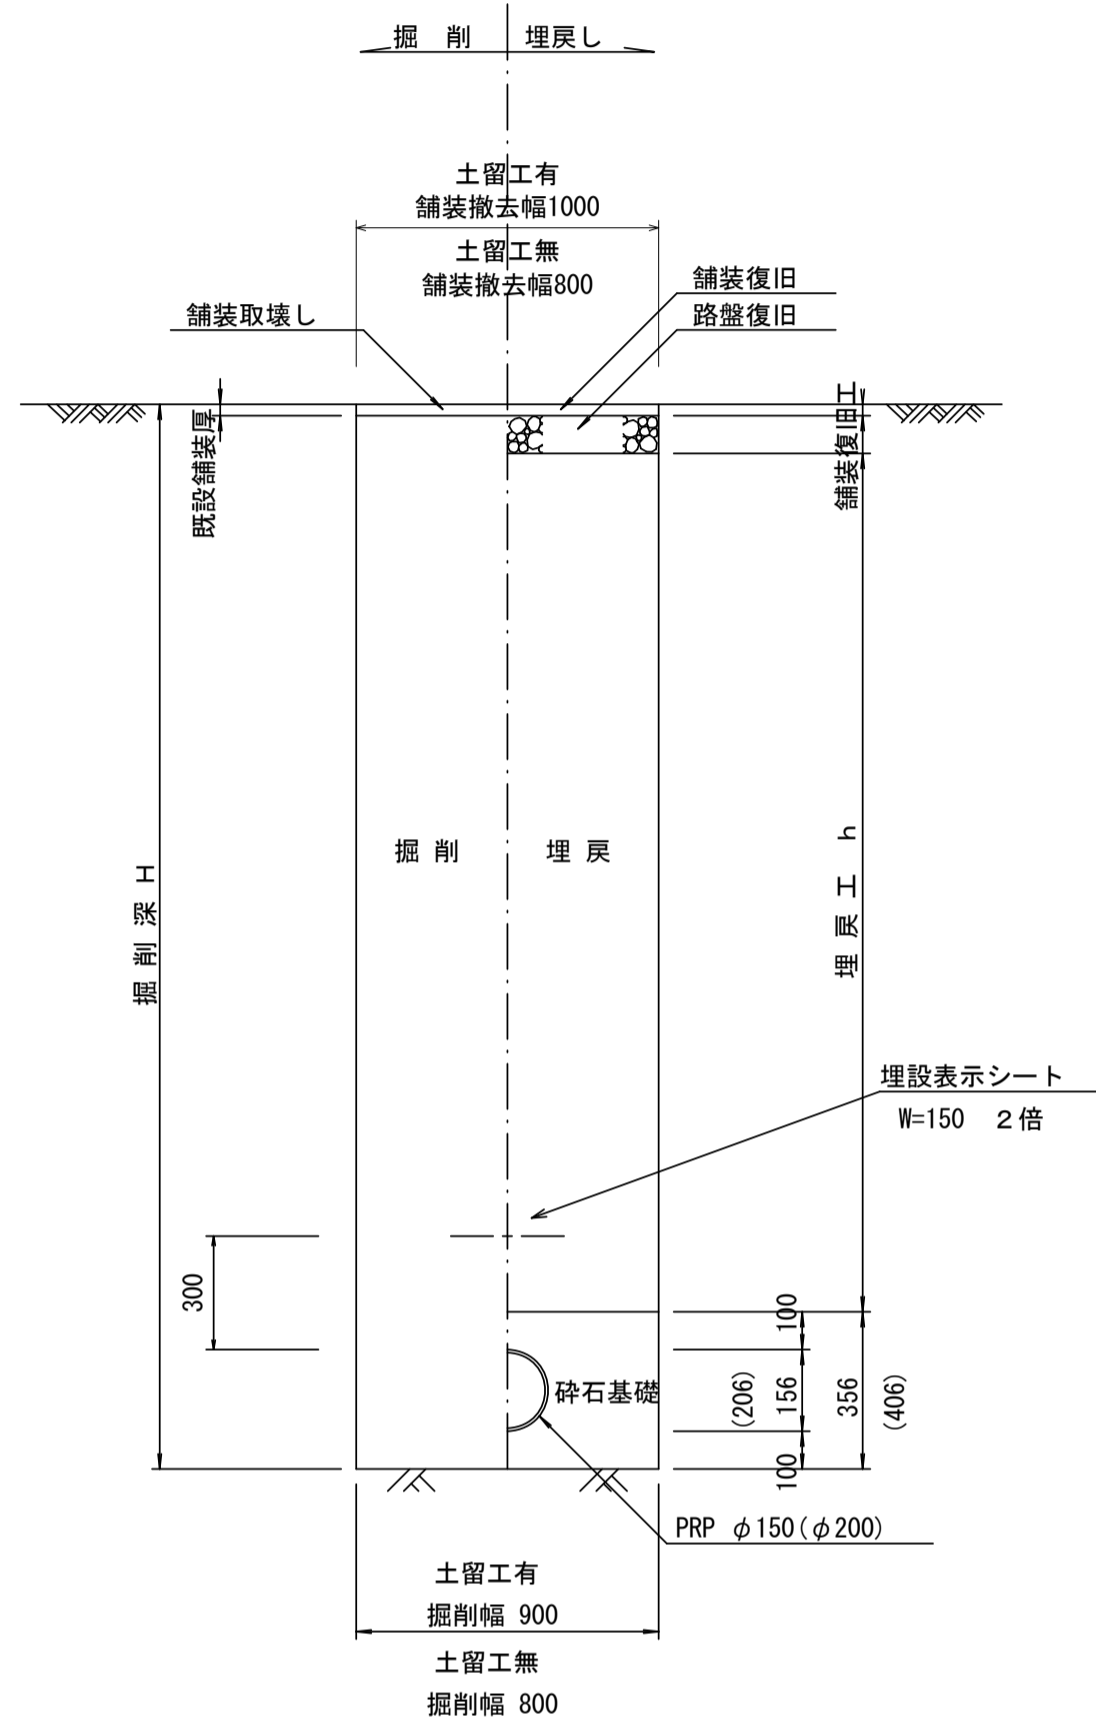 掘　削　埋戻し
土留工有
舗装撤去幅1000
土留工無
舗装撤去幅800
舗装復旧
路盤復旧
舗装取壊し
既設舗装厚
舗装復旧工
掘削
埋戻
掘削深 H
埋戻工 h
埋設表示シート
W=150　２倍
300
100
碎石基礎
(206)
156
356
(406)
100
PRP φ150(φ200)
土留工有
掘削幅 900
土留工無
掘削幅 800